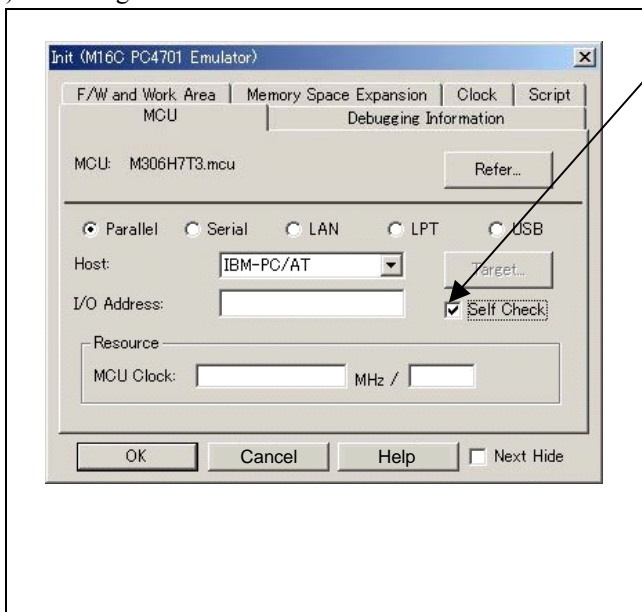 Init (M16C PC4701 Emulator)
F/W and Work Area Memory Space Expansion Clock Script
MCU Debugging Information
MCU: M306H7T3.mcu Refer...
Parallel Serial LAN LPT USB
Host: IBM-PC/AT Target...
I/O Address: Self Check
Resource
MCU Clock: MHz /
OK Cancel Help Next Hide